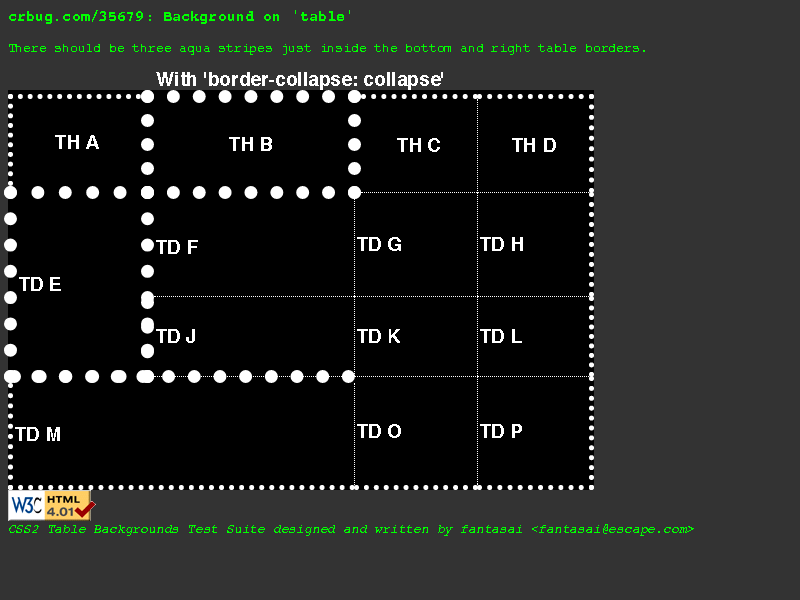 crbug.com/35679: Background on 'table'
There should be three aqua stripes just inside the bottom and right table borders.
With 'border-collapse: collapse'
TH A
TH B
TH C
TH D
TD E
TD F
TD G
TD H
TD J
TD K
TD L
TD M
TD O
TD P
W3C HTML 4.01
CSS2 Table Backgrounds Test Suite designed and written by fantasai <fantasai@escape.com>